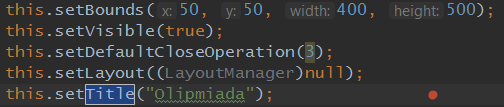 this.setBounds( x: 50, y: 50, width: 400, height: 500);
this.setVisible(true);
this.setDefaultCloseOperation(3);
this.setLayout((LayoutManager)null);
this.setTitle("Olipmiada");